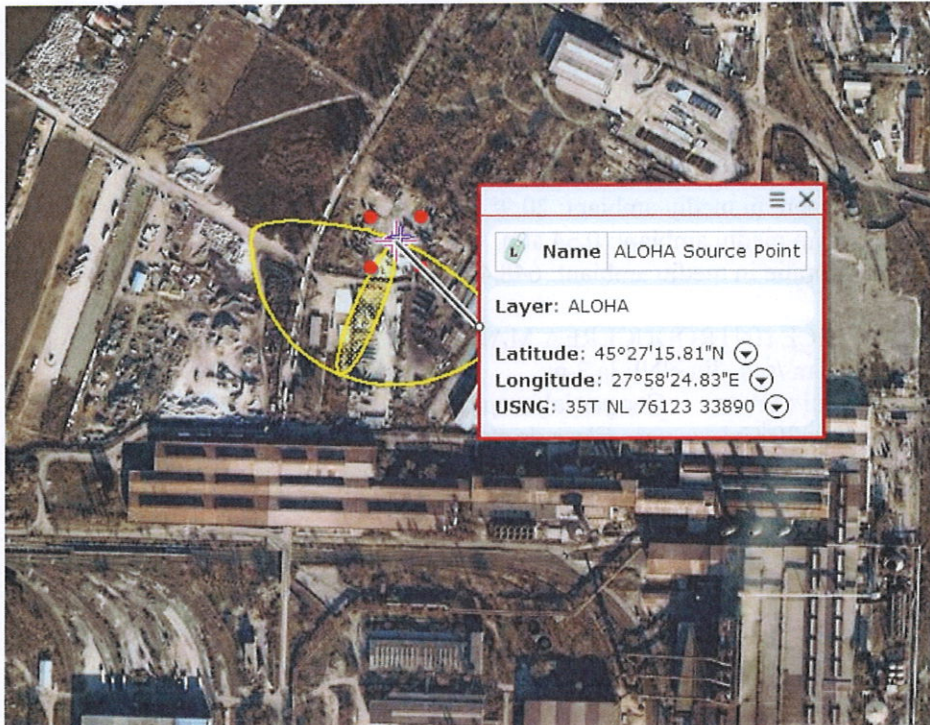 L Name ALOHA Source Point
Layer: ALOHA
Latitude: 45°27'15.81"N
Longitude: 27°58'24.83"E
USNG: 35T NL 76123 33890